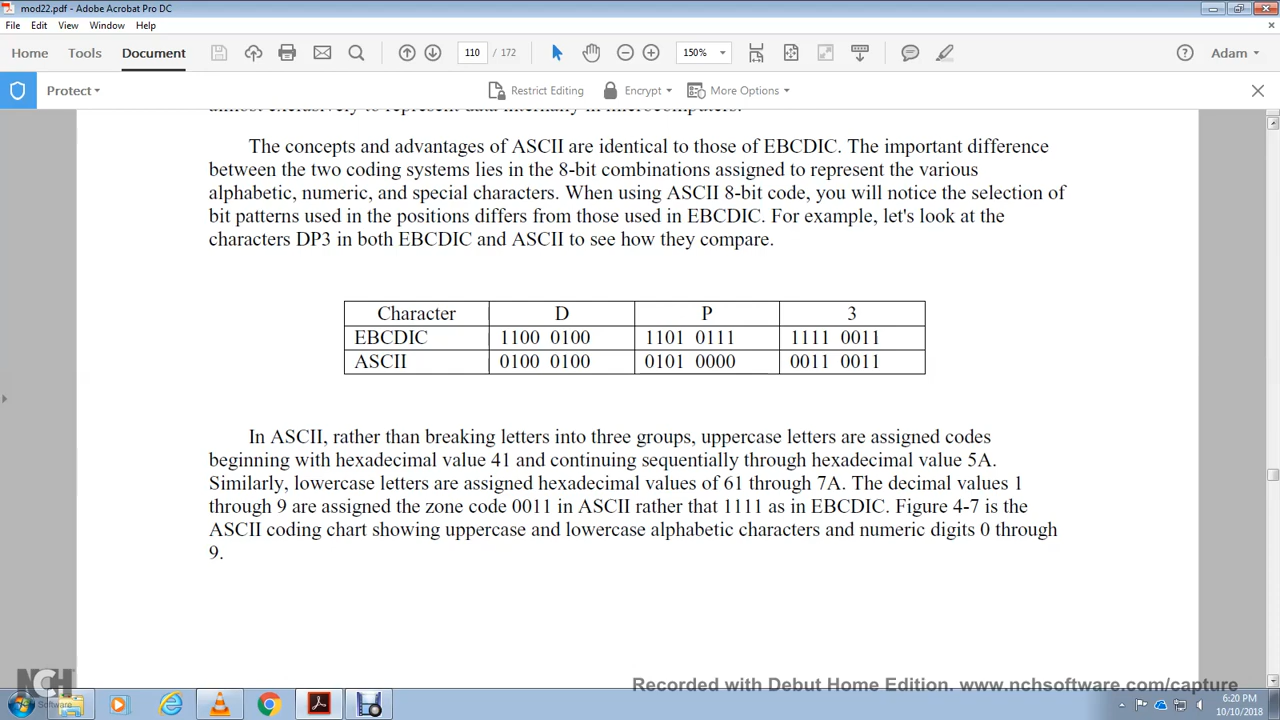 mod22.pdf - Adobe Acrobat Pro DC
File Edit View Window Help
Home Tools Document 110 / 172 150% Adam
Protect Restrict Editing Encrypt More Options
The concepts and advantages of ASCII are identical to those of EBCDIC. The important difference
between the two coding systems lies in the 8-bit combinations assigned to represent the various
alphabetic, numeric, and special characters. When using ASCII 8-bit code, you will notice the selection of
bit patterns used in the positions differs from those used in EBCDIC. For example, let's look at the
characters DP3 in both EBCDIC and ASCII to see how they compare.
Character D P 3
EBCDIC 1100 0100 1101 0111 1111 0011
ASCII 0100 0100 0101 0000 0011 0011
In ASCII, rather than breaking letters into three groups, uppercase letters are assigned codes
beginning with hexadecimal value 41 and continuing sequentially through hexadecimal value 5A.
Similarly, lowercase letters are assigned hexadecimal values of 61 through 7A. The decimal values 1
through 9 are assigned the zone code 0011 in ASCII rather that 1111 as in EBCDIC. Figure 4-7 is the
ASCII coding chart showing uppercase and lowercase alphabetic characters and numeric digits 0 through
9.
NCH
NCH Software
Recorded with Debut Home Edition. www.nchsoftware.com/capture
6:20 PM
10/10/2018